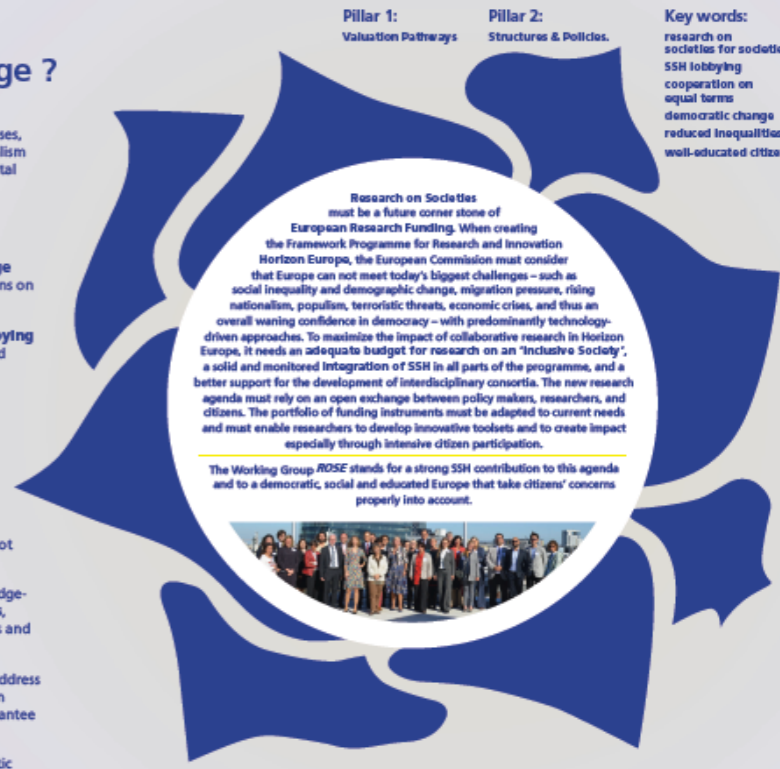 Pillar 1:
Valuation Pathways
Pillar 2:
Structures & Policies.
Key words:
research on
societies for societie
SSH lobbying
cooperation on
equal terms
democratic change
reduced inequalities
well-educated citize
ge ?
ses,
lism
tal
ge
ns on
ying
d
ot
dge-
s,
s and
ddress
n
antee
ic
Research on Societies
must be a future corner stone of
European Research Funding. When creating
the Framework Programme for Research and Innovation
Horizon Europe, the European Commission must consider
that Europe can not meet today's biggest challenges – such as
social inequality and demographic change, migration pressure, rising
nationalism, populism, terroristic threats, economic crises, and thus an
overall waning confidence in democracy – with predominantly technology-
driven approaches. To maximize the impact of collaborative research in Horizon
Europe, it needs an adequate budget for research on an "Inclusive Society",
a solid and monitored integration of SSH in all parts of the programme, and a
better support for the development of interdisciplinary consortia. The new research
agenda must rely on an open exchange between policy makers, researchers, and
citizens. The portfolio of funding instruments must be adapted to current needs
and must enable researchers to develop innovative toolsets and to create impact
especially through intensive citizen participation.
The Working Group ROSE stands for a strong SSH contribution to this agenda
and to a democratic, social and educated Europe that take citizens' concerns
properly into account.